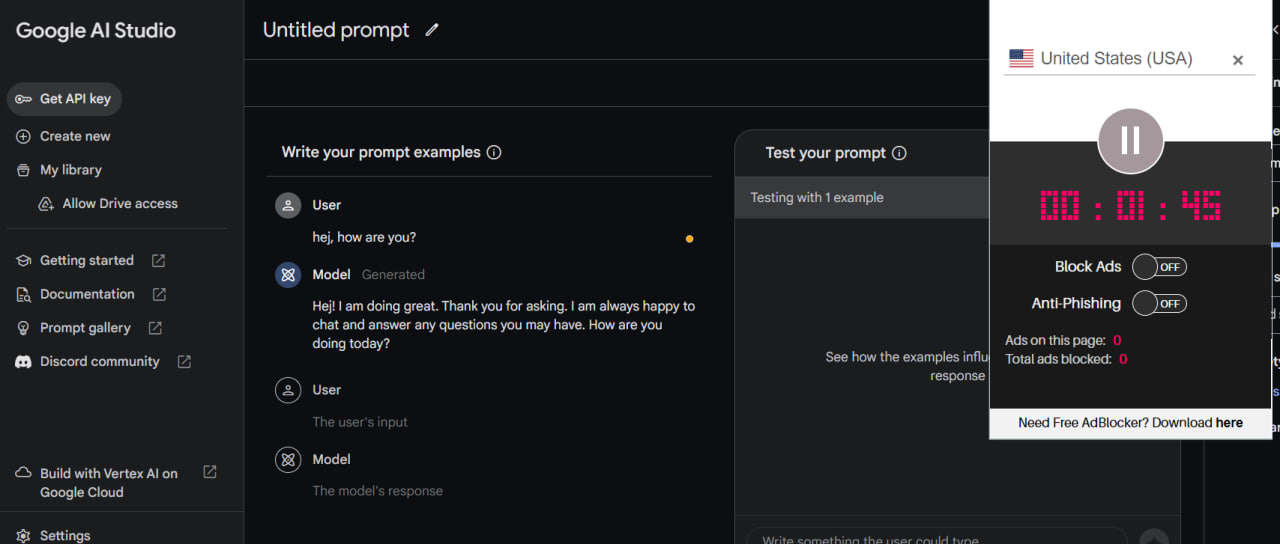 Google AI Studio
Get API key
Create new
My library
Allow Drive access
Getting started
Documentation
Prompt gallery
Discord community
Build with Vertex AI on
Google Cloud
Settings
Untitled prompt
Write your prompt examples
User
hej, how are you?
Model Generated
Hej! I am doing great. Thank you for asking. I am always happy to
chat and answer any questions you may have. How are you
doing today?
User
The user's input
Model
The model's response
Test your prompt
Testing with 1 example
See how the examples
response
Write something the user could type
United States (USA)
00 : 01 : 45
Block Ads OFF
Anti-Phishing OFF
Ads on this page: 0
Total ads blocked: 0
Need Free AdBlocker? Download here